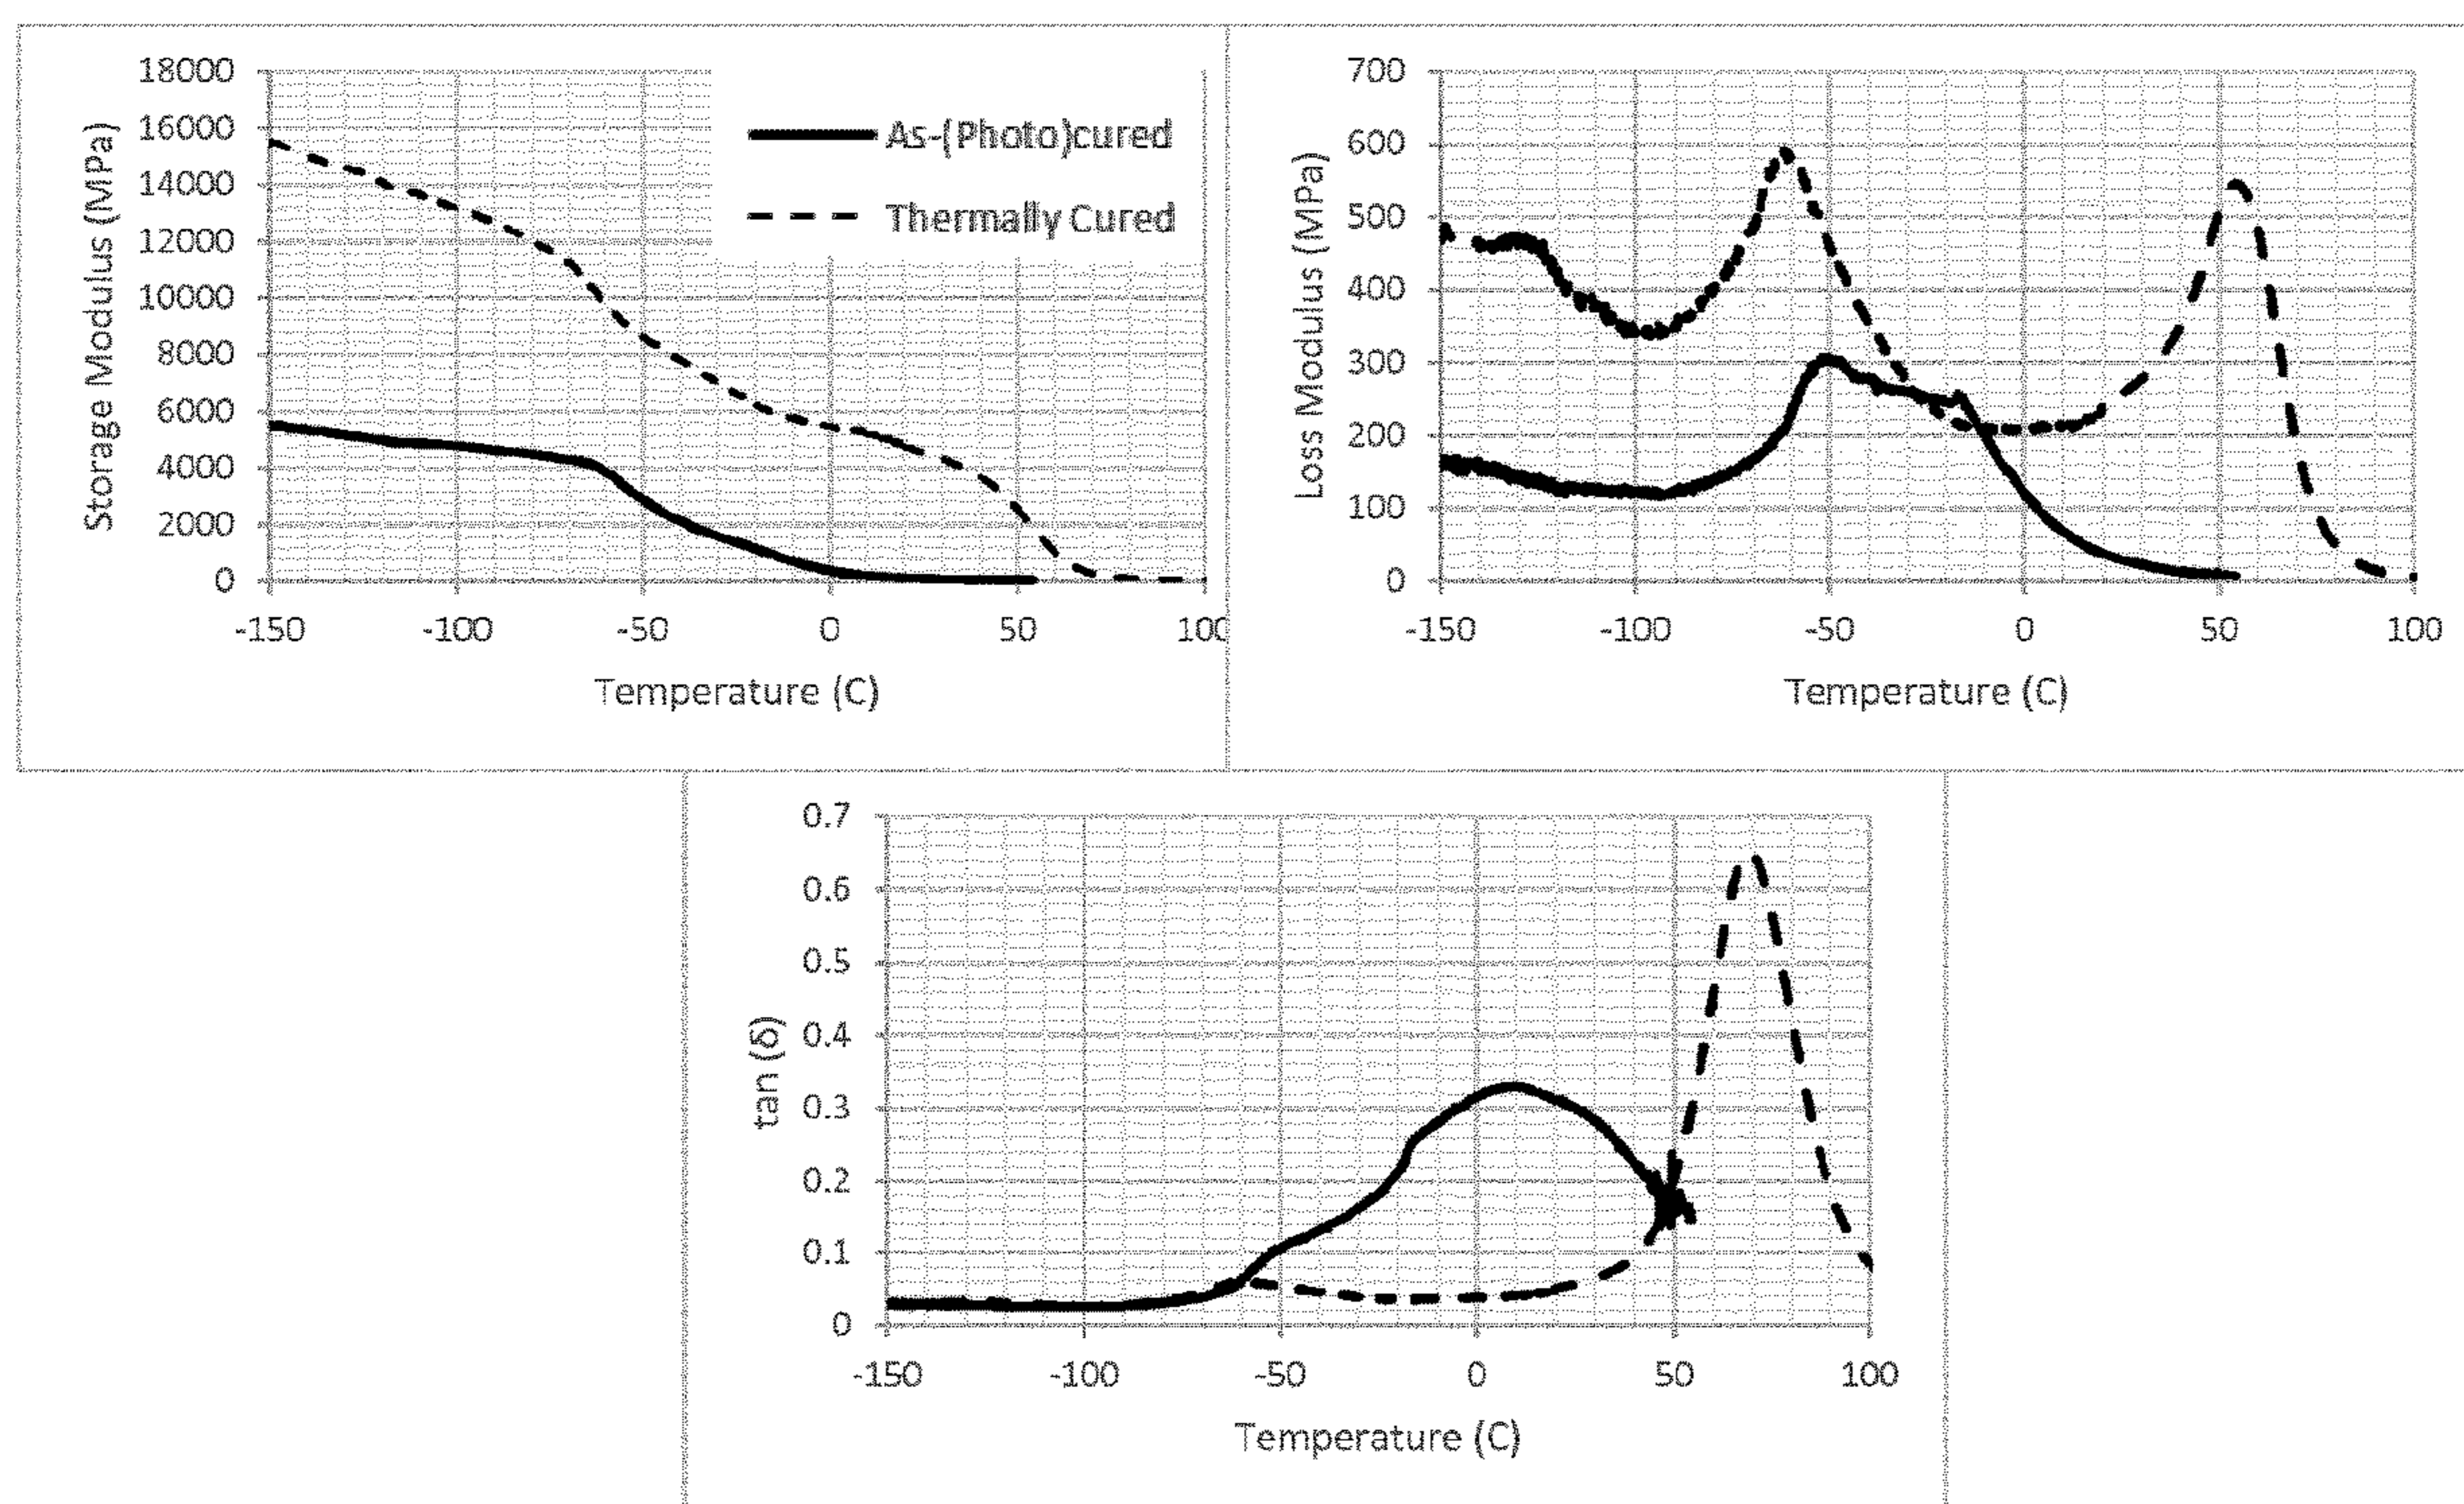 18000
16000
14000
12000
10000
8000
6000
4000
2000
0
Storage Modulus (MPa)
As-(Photo)cured
Thermally Cured
-150 -100 -50 0 50 100
Temperature (C)
700
600
500
400
300
200
100
0
Loss Modulus (MPa)
-150 -100 -50 0 50 100
Temperature (C)
0.7
0.6
0.5
0.4
0.3
0.2
0.1
0
tan (δ)
-150 -100 -50 0 50 100
Temperature (C)